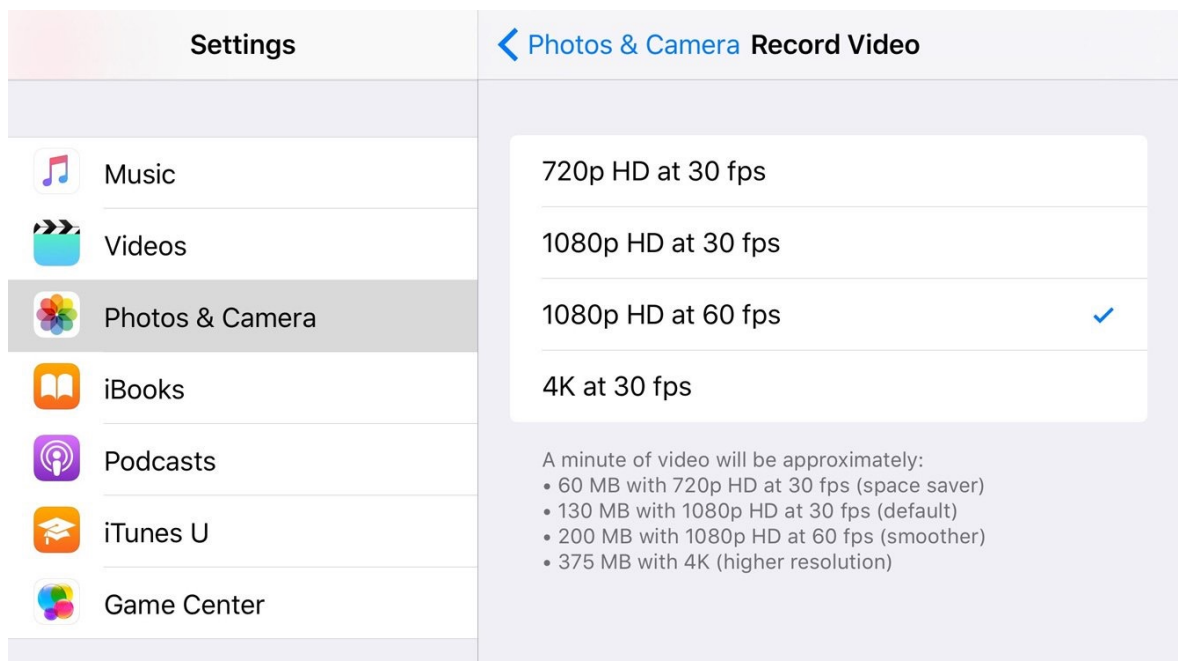 Settings
Music
Videos
Photos & Camera
iBooks
Podcasts
iTunes U
Game Center
Photos & Camera Record Video
720p HD at 30 fps
1080p HD at 30 fps
1080p HD at 60 fps
4K at 30 fps
A minute of video will be approximately:
• 60 MB with 720p HD at 30 fps (space saver)
• 130 MB with 1080p HD at 30 fps (default)
• 200 MB with 1080p HD at 60 fps (smoother)
• 375 MB with 4K (higher resolution)